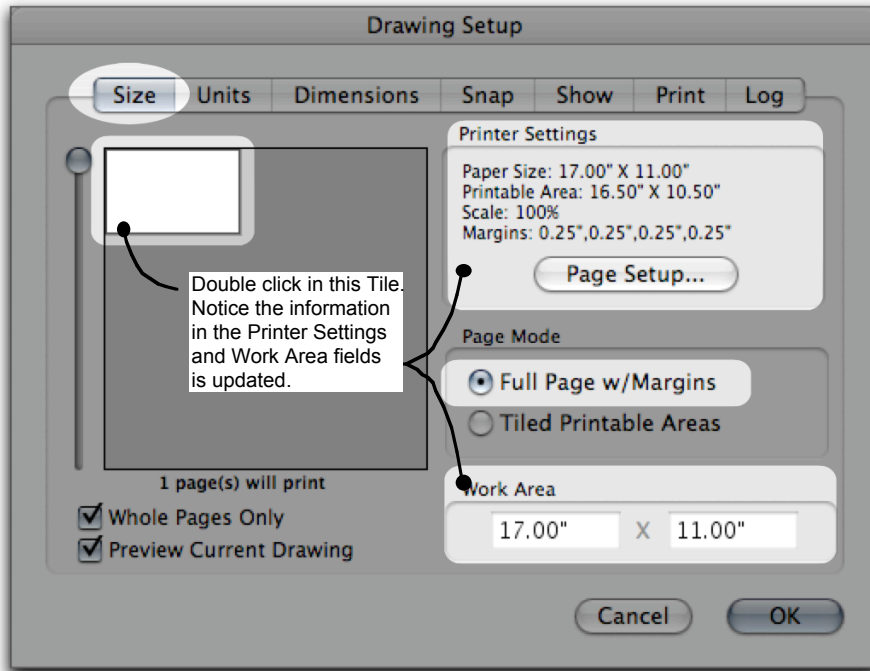 Drawing Setup
Size Units Dimensions Snap Show Print Log
Printer Settings
Paper Size: 17.00" X 11.00"
Printable Area: 16.50" X 10.50"
Scale: 100%
Margins: 0.25",0.25",0.25",0.25"
Page Setup...
Double click in this Tile.
Notice the information
in the Printer Settings
and Work Area fields
is updated.
Page Mode
Full Page w/Margins
Tiled Printable Areas
1 page(s) will print
Whole Pages Only
Preview Current Drawing
Work Area
17.00" X 11.00"
Cancel OK